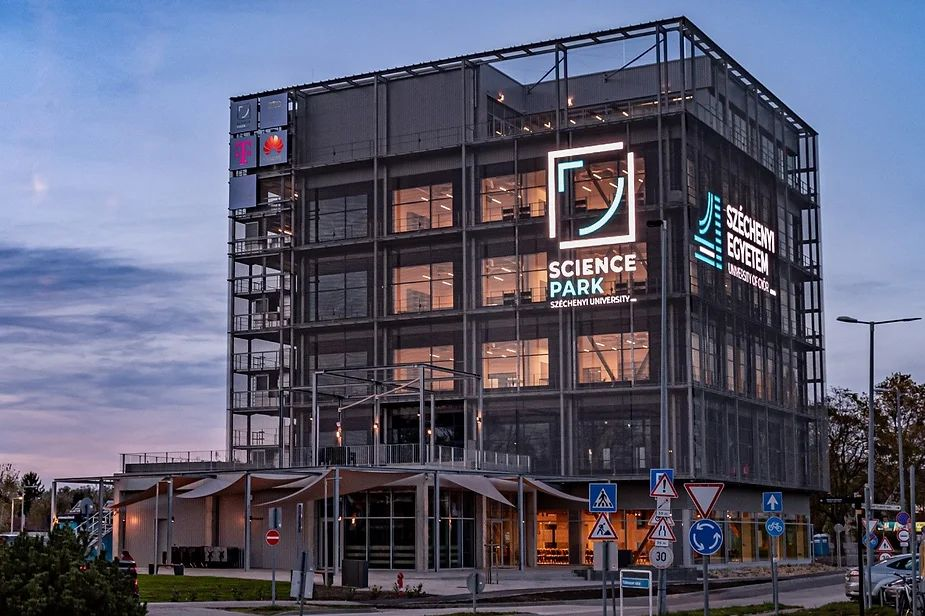 T
SCIENCE
PARK
SZÉCHENYI UNIVERSITY
SZÉCHENYI
EGYETEM
UNIVERSITY OF GYŐR
30